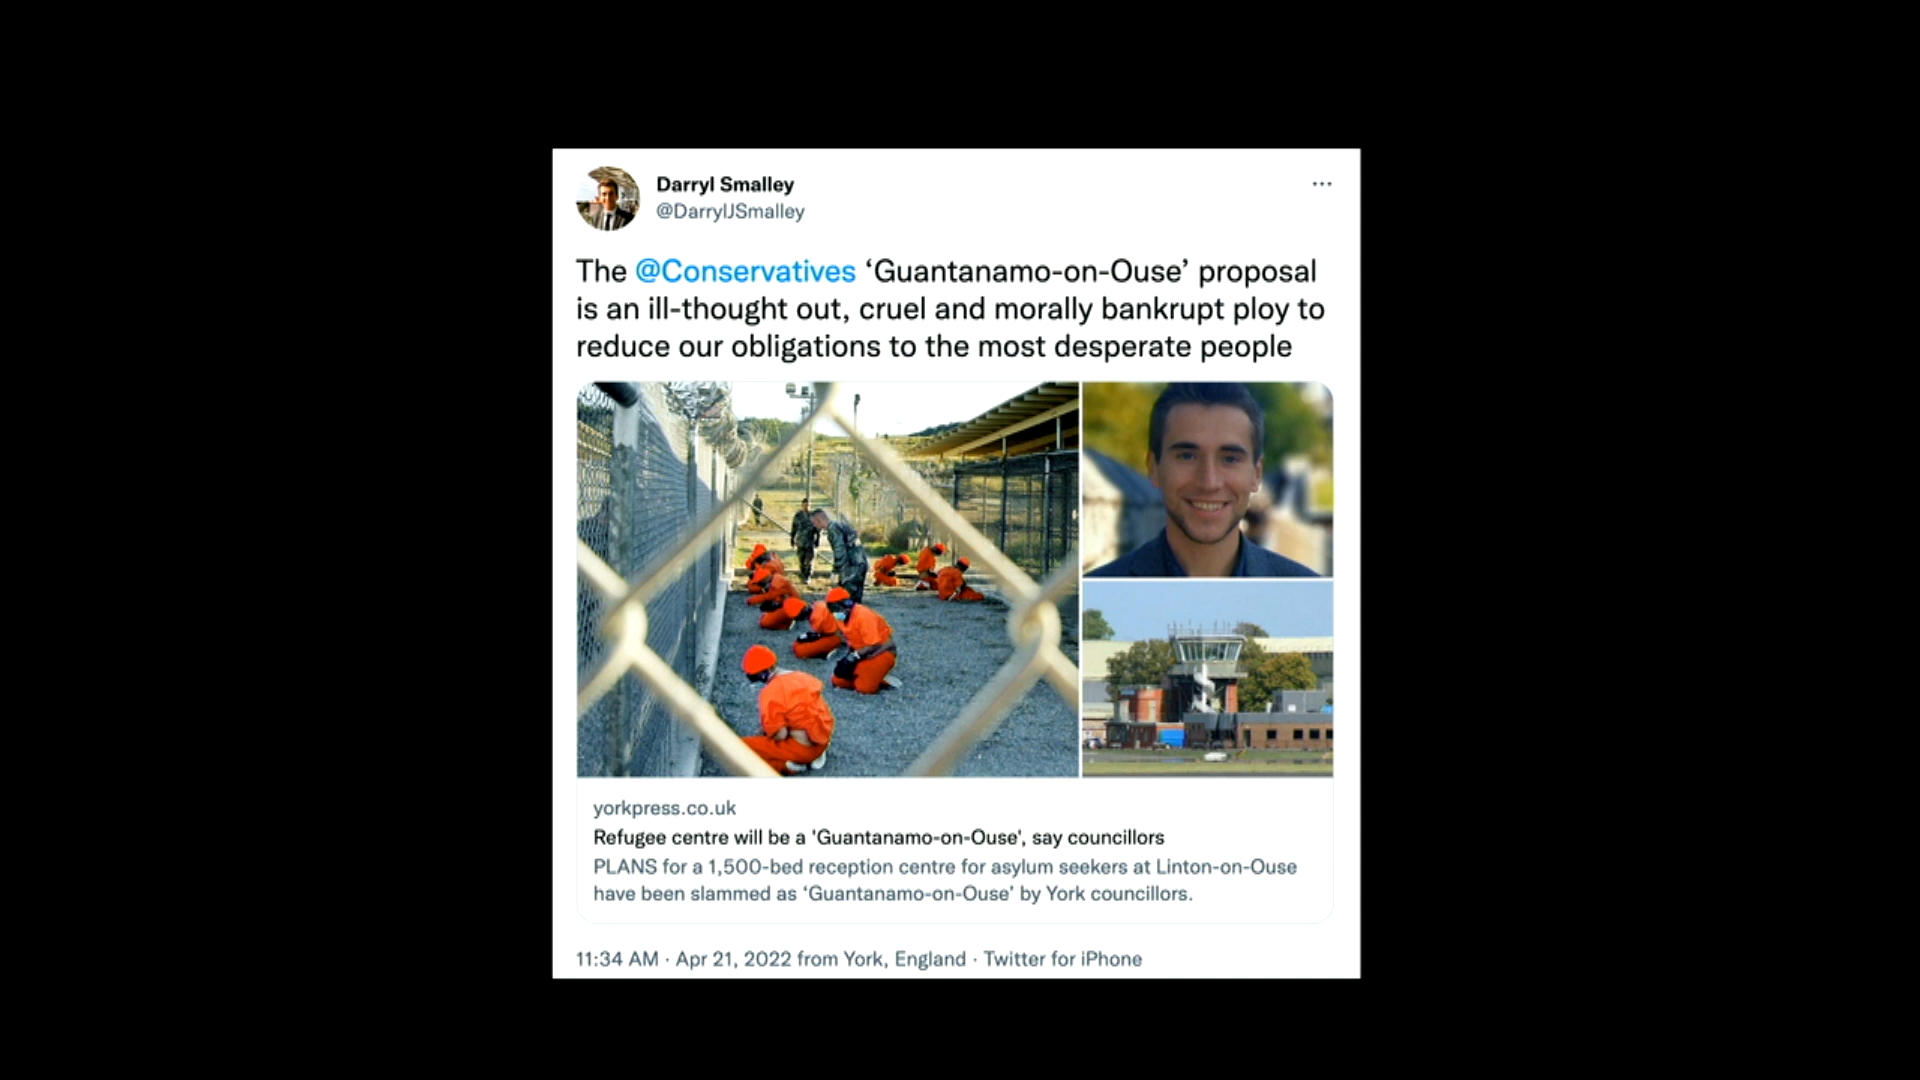 Darryl Smalley
@DarrylJSmalley
The @Conservatives ‘Guantanamo-on-Ouse’ proposal
is an ill-thought out, cruel and morally bankrupt ploy to
reduce our obligations to the most desperate people
yorkpress.co.uk
Refugee centre will be a 'Guantanamo-on-Ouse', say councillors
PLANS for a 1,500-bed reception centre for asylum seekers at Linton-on-Ouse
have been slammed as ‘Guantanamo-on-Ouse’ by York councillors.
11:34 AM · Apr 21, 2022 from York, England · Twitter for iPhone